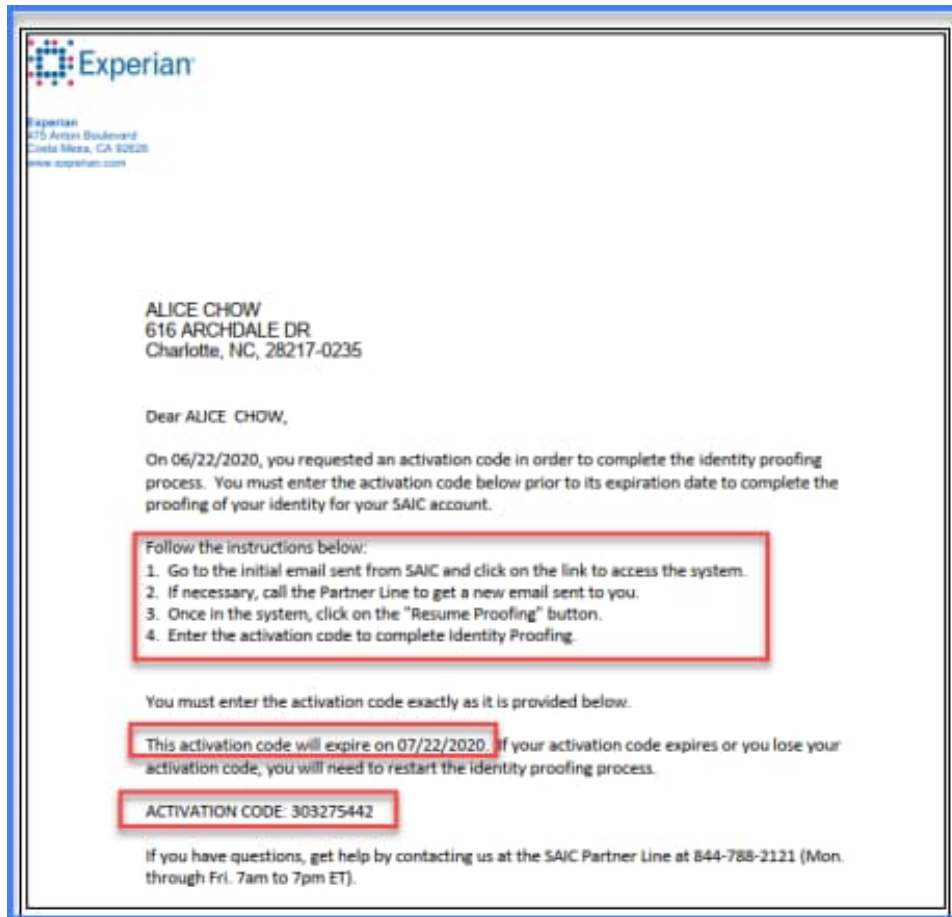 Experian
Experian
475 Anton Boulevard
Costa Mesa, CA 92626
www.experian.com
ALICE CHOW
616 ARCHDALE DR
Charlotte, NC, 28217-0235
Dear ALICE CHOW,
On 06/22/2020, you requested an activation code in order to complete the identity proofing
process. You must enter the activation code below prior to its expiration date to complete the
proofing of your identity for your SAIC account.
Follow the instructions below:
1. Go to the initial email sent from SAIC and click on the link to access the system.
2. If necessary, call the Partner Line to get a new email sent to you.
3. Once in the system, click on the "Resume Proofing" button.
4. Enter the activation code to complete Identity Proofing.
You must enter the activation code exactly as it is provided below.
This activation code will expire on 07/22/2020. If your activation code expires or you lose your
activation code, you will need to restart the identity proofing process.
ACTIVATION CODE: 303275442
If you have questions, get help by contacting us at the SAIC Partner Line at 844-788-2121 (Mon.
through Fri. 7am to 7pm ET).